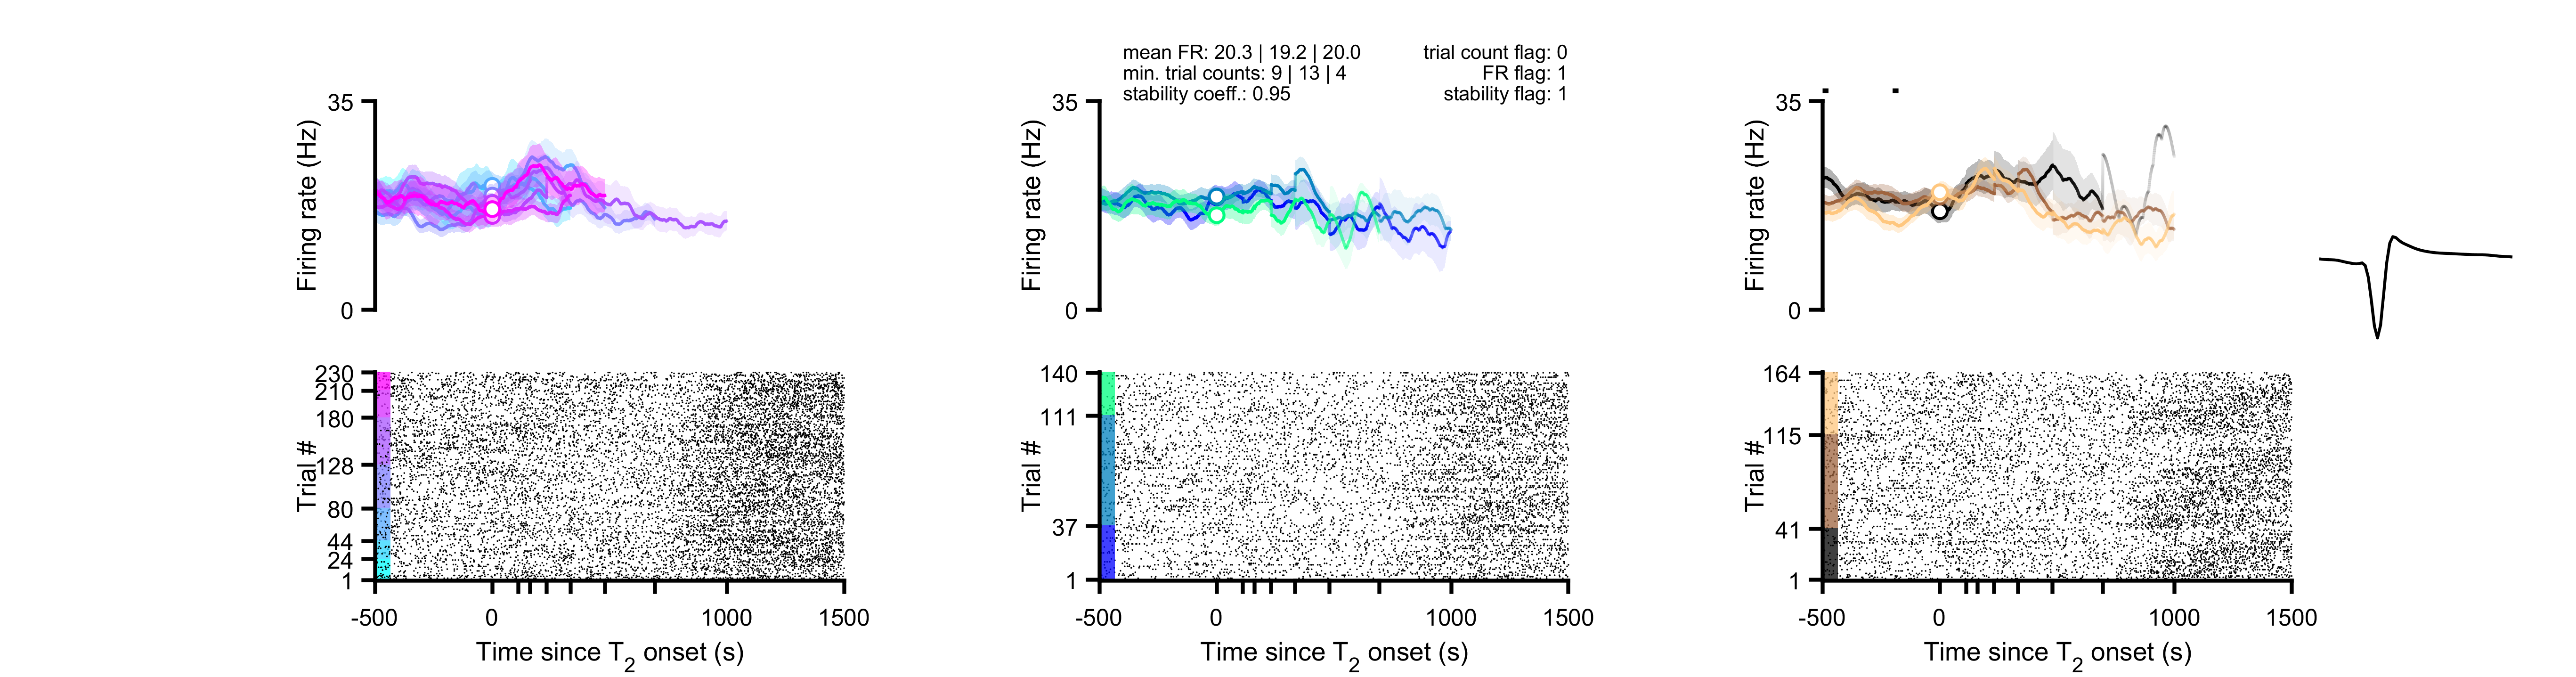 mean FR: 20.3 | 19.2 | 20.0
min. trial counts: 9 | 13 | 4
stability coeff.: 0.95
trial count flag: 0
FR flag: 1
stability flag: 1
35
Firing rate (Hz)
0
35
Firing rate (Hz)
0
35
Firing rate (Hz)
0
230
210
180
128
80
44
24
1
Trial #
-500 0 1000 1500
Time since T2 onset (s)
140
111
37
1
Trial #
-500 0 1000 1500
Time since T2 onset (s)
164
115
41
1
Trial #
-500 0 1000 1500
Time since T2 onset (s)